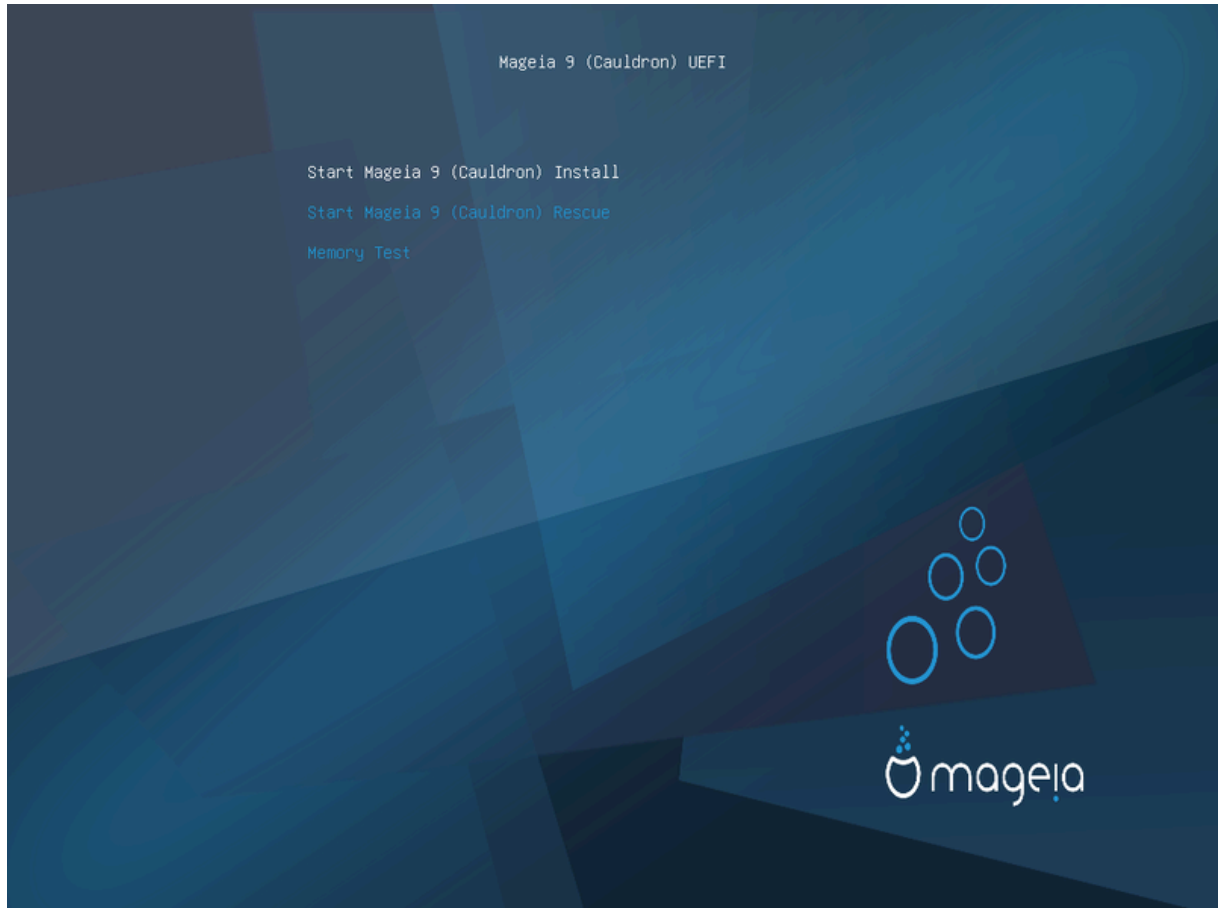 Mageia 9 (Cauldron) UEFI
Start Mageia 9 (Cauldron) Install
Start Mageia 9 (Cauldron) Rescue
Memory Test
mageia